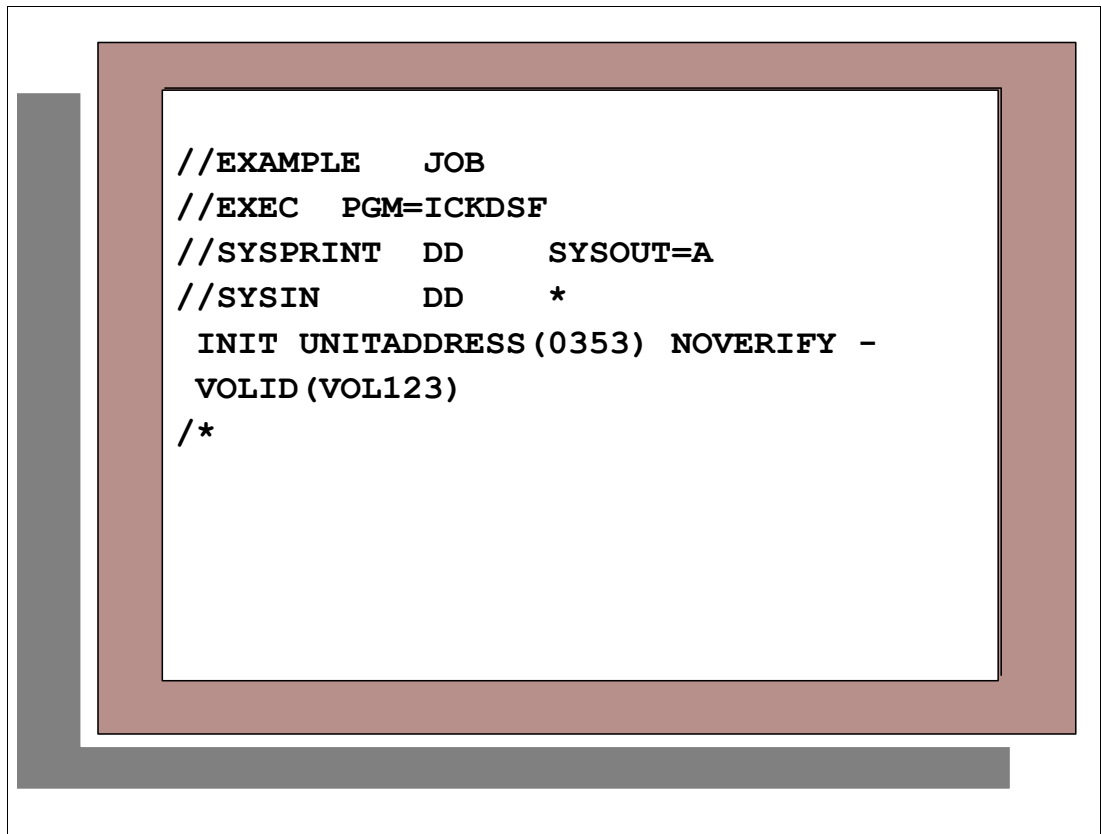 //EXAMPLE JOB
//EXEC PGM=ICKDSF
//SYSPRINT DD SYSOUT=A
//SYSIN DD *
INIT UNITADDRESS(0353) NOVERIFY -
VOLID(VOL123)
/*